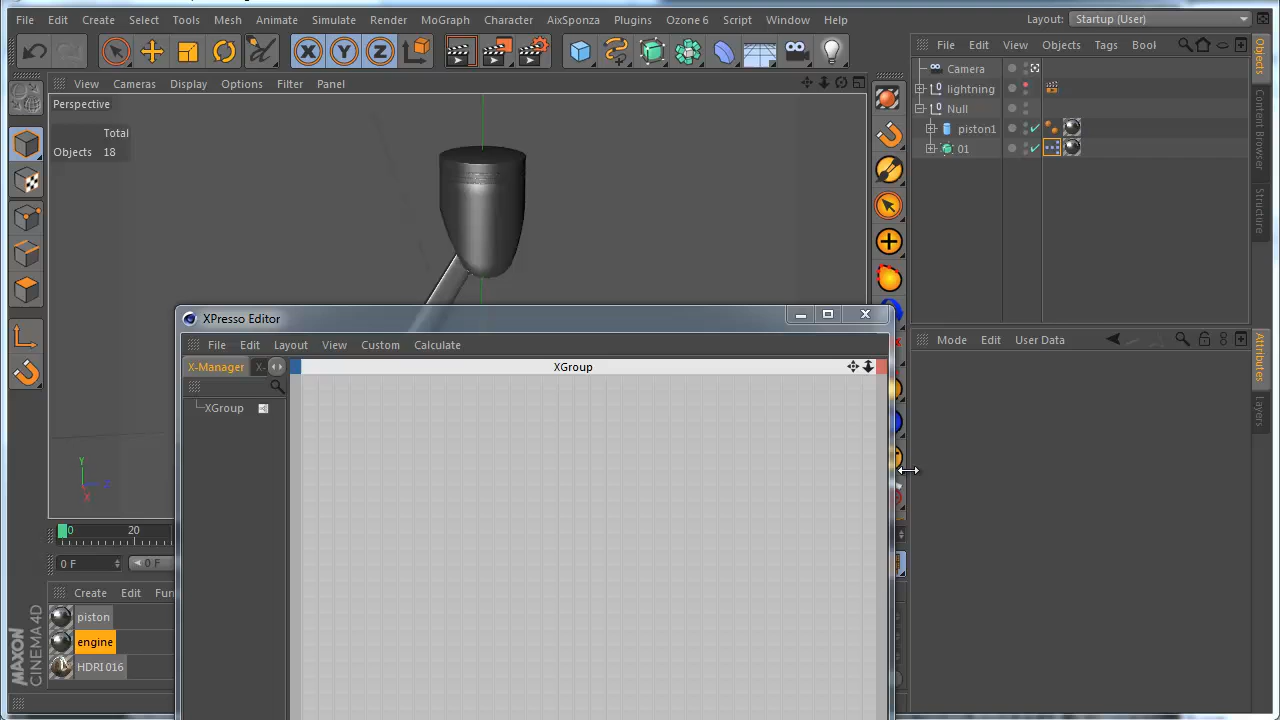 File Edit Create Select Tools Mesh Animate Simulate Render MoGraph Character AixSponza Plugins Ozone 6 Script Window Help Layout: Startup (User)
File Edit View Objects Tags Bool
View Cameras Display Options Filter Panel
Perspective
Total
Objects 18
Camera
lightning
Null
piston1
01
Objects
Content Browser
Structure
XPresso Editor
File Edit Layout View Custom Calculate
X-Manager X-
XGroup
XGroup
Mode Edit User Data
Attributes
Layers
Y
Z
X
0 20
0 F 0 F
Create Edit Fun
piston
engine
HDRI 016
MAXON
CINEMA 4D